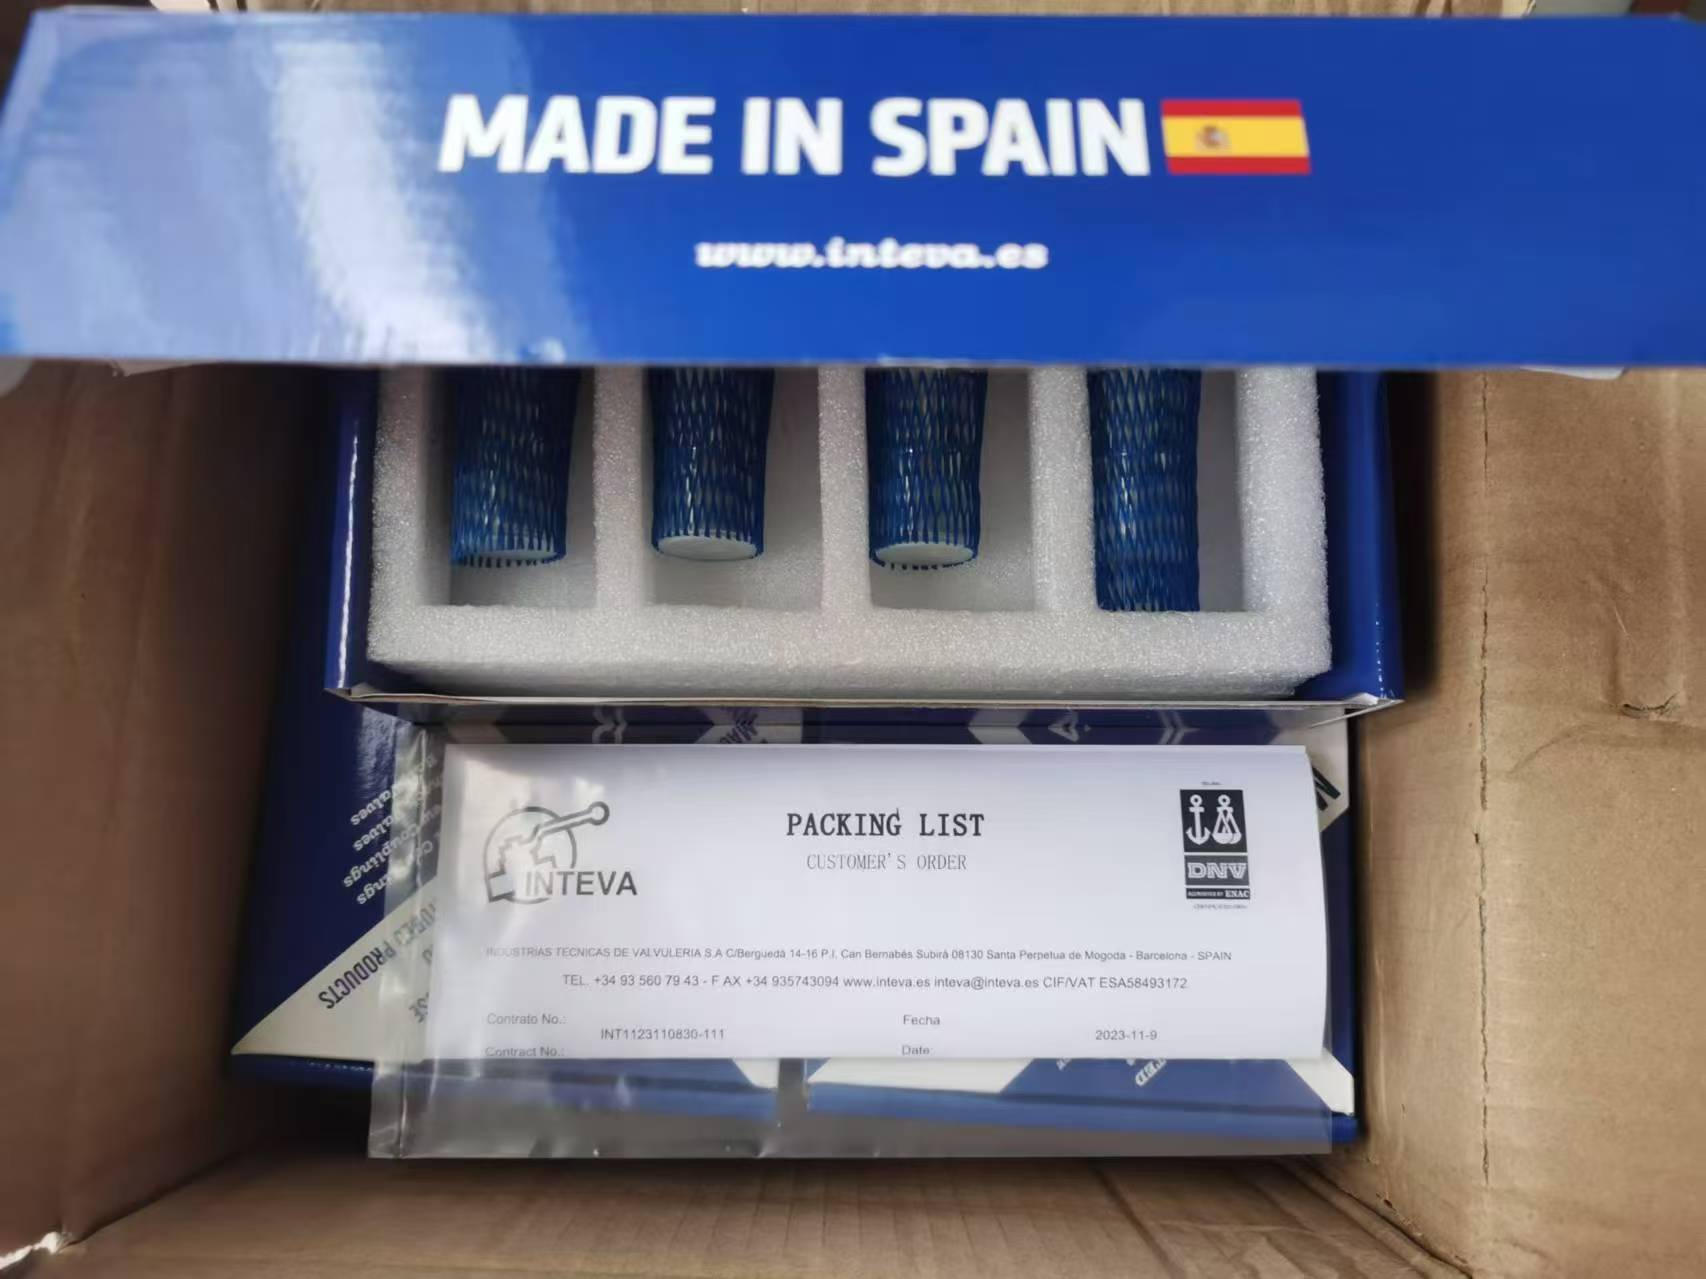 MADE IN SPAIN
www.inteva.es
INTEVA
PACKING LIST
CUSTOMER'S ORDER
DNV
ACCREDITED BY ENAC
INDUSTRIAS TECNICAS DE VALVULERIA S.A C/Berguedà 14-16 P.I. Can Bernabés Subirà 08130 Santa Perpetua de Mogoda - Barcelona - SPAIN
TEL. +34 93 560 79 43 - F AX +34 935743094 www.inteva.es inteva@inteva.es CIF/VAT ESA58493172
Contrato No.:
INT1123110830-111
Contract No.:
Fecha
2023-11-9
Date:
PRODUCTS